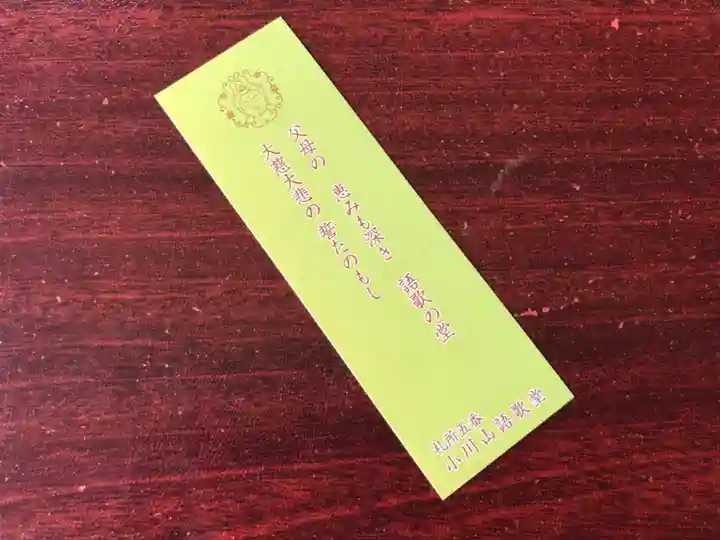 父母の　恵みも深き　語歌の堂
大慈大悲の　誓たのもし
札所五番
小川山語歌堂